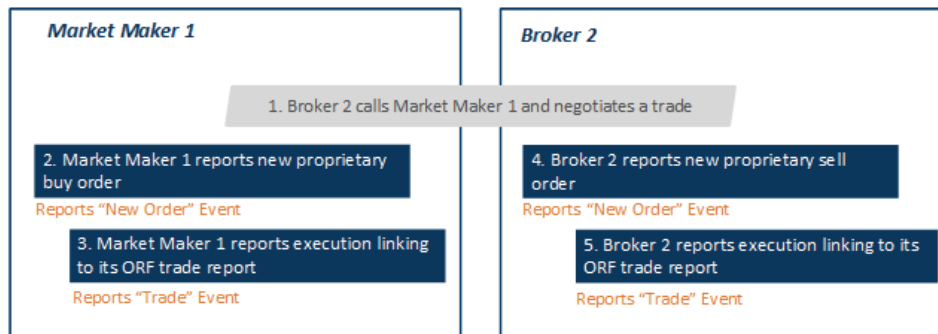 Market Maker 1
Broker 2
1. Broker 2 calls Market Maker 1 and negotiates a trade
2. Market Maker 1 reports new proprietary
buy order
Reports “New Order” Event
3. Market Maker 1 reports execution linking
to its ORF trade report
Reports “Trade” Event
4. Broker 2 reports new proprietary sell
order
Reports “New Order” Event
5. Broker 2 reports execution linking to its
ORF trade report
Reports “Trade” Event